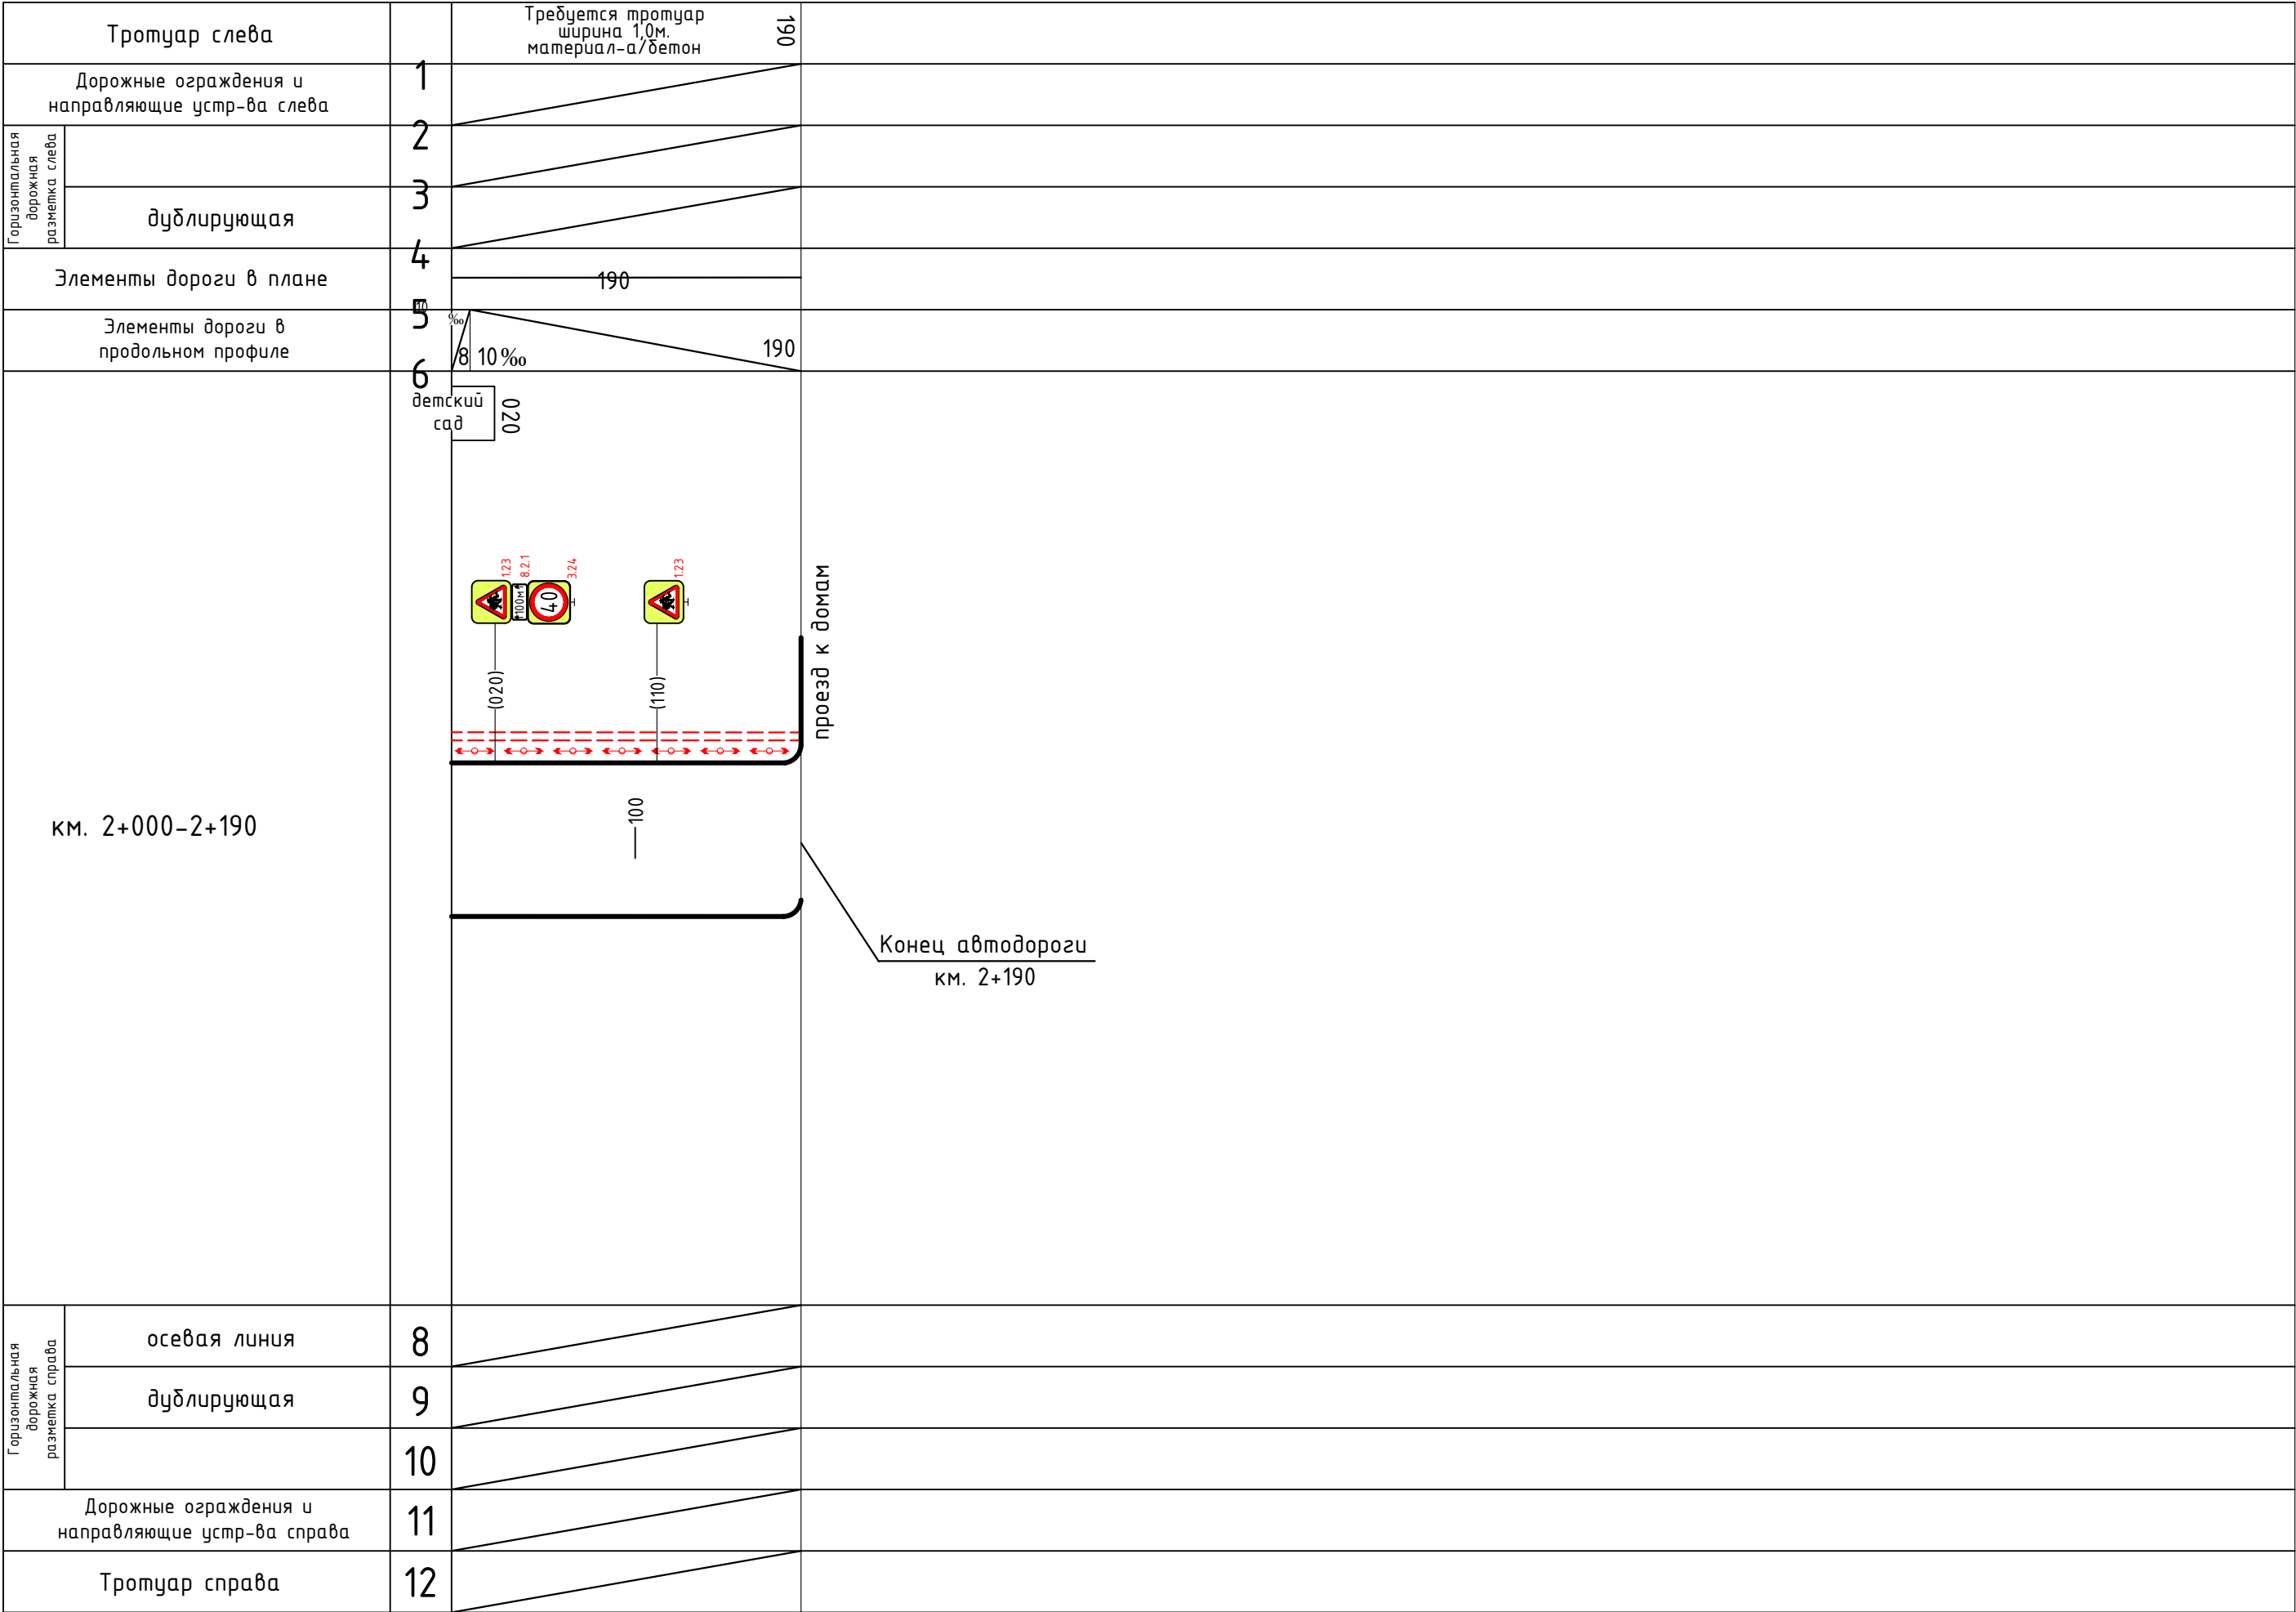 Тротуар слева
Требуется тротуар
ширина 1,0м.
материал-а/бетон
190
1
Дорожные ограждения и
направляющие устр-ва слева
2
Горизонтальная
дорожная
разметка слева
3
дублирующая
4
Элементы дороги в плане
190
5
10
‰
Элементы дороги в
продольном профиле
8
10‰
190
6
детский
сад
020
1.23
8.2.1
3.24
100м
40
1.23
(020)
(110)
проезд к домам
100
км. 2+000-2+190
Конец автодороги
км. 2+190
Горизонтальная
дорожная
разметка справа
осевая линия
8
дублирующая
9
10
Дорожные ограждения и
направляющие устр-ва справа
11
Тротуар справа
12